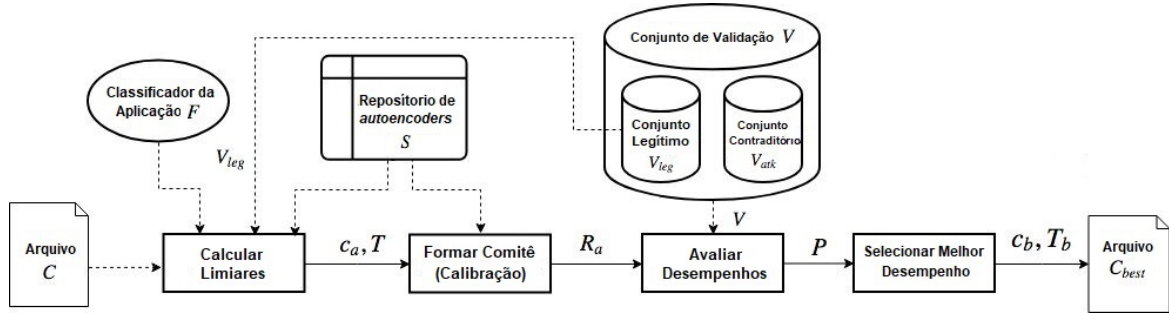 Conjunto de Validação V
Classificador da
Aplicação F
Repositório de
autoencoders
S
Conjunto
Legítimo
V_leg
Conjunto
Contraditório
V_atk
V_leg
V
Arquivo
C
Calcular
Limiares
c_a, T
Formar Comitê
(Calibração)
R_a
Avaliar
Desempenhos
P
Selecionar Melhor
Desempenho
c_b, T_b
Arquivo
C_best